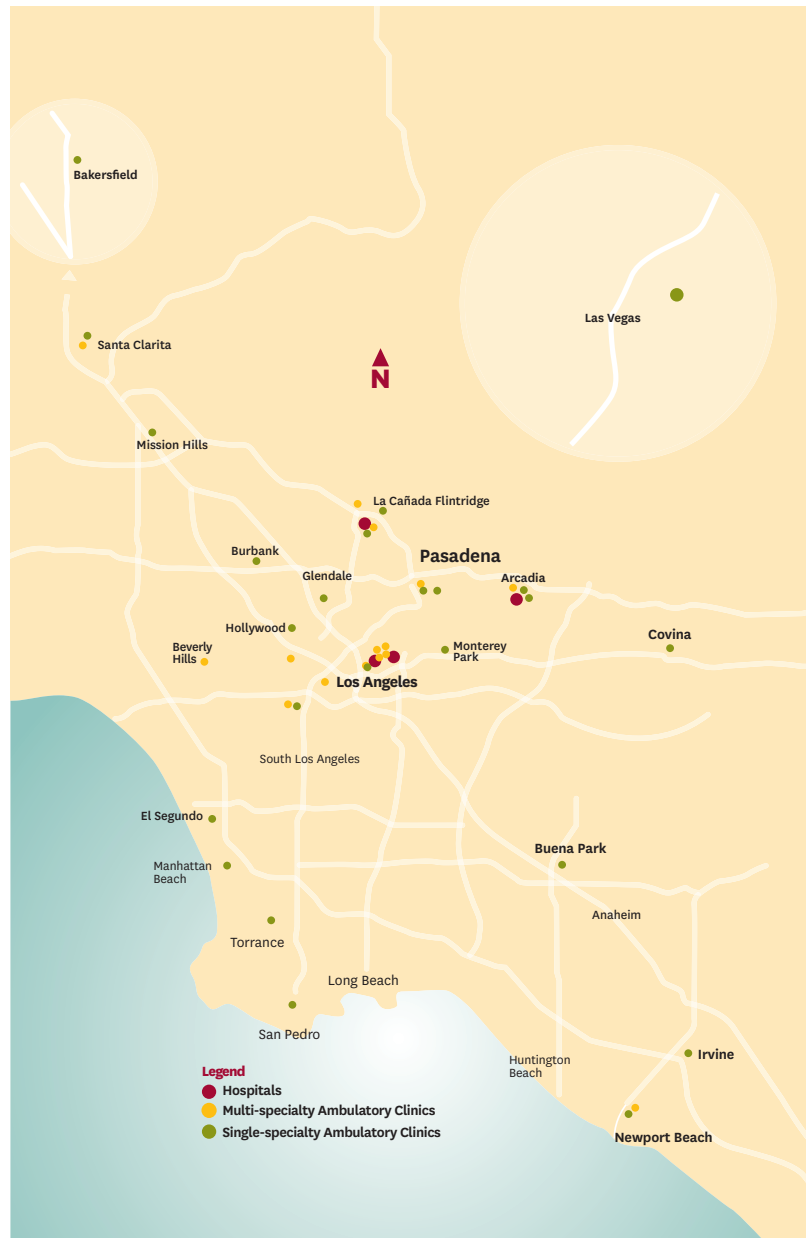 Bakersfield
Las Vegas
Santa Clarita
N
Mission Hills
La Cañada Flintridge
Burbank
Pasadena
Glendale
Arcadia
Hollywood
Covina
Beverly
Hills
Monterey
Park
Los Angeles
South Los Angeles
El Segundo
Buena Park
Manhattan
Beach
Anaheim
Torrance
Long Beach
San Pedro
Irvine
Huntington
Beach
Legend
Hospitals
Multi-specialty Ambulatory Clinics
Single-specialty Ambulatory Clinics
Newport Beach